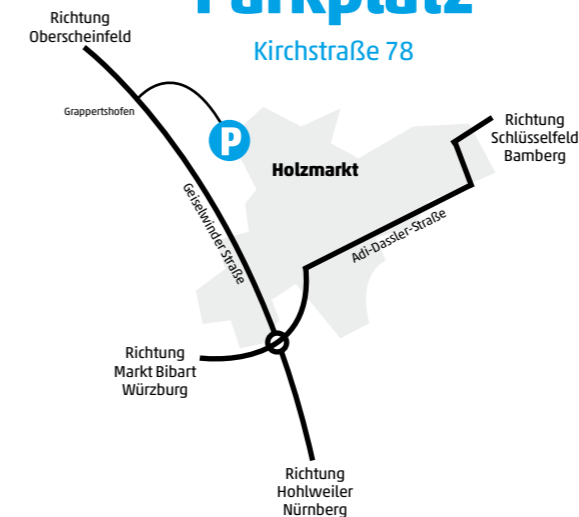 Parkplatz
Kirchstraße 78
Richtung
Oberscheinfeld
Grappertshofen
P
Holzmarkt
Richtung
Schlüsselfeld
Bamberg
Geiselwinder Straße
Adi-Dassler-Straße
Richtung
Markt Bibart
Würzburg
Richtung
Hohlweiler
Nürnberg